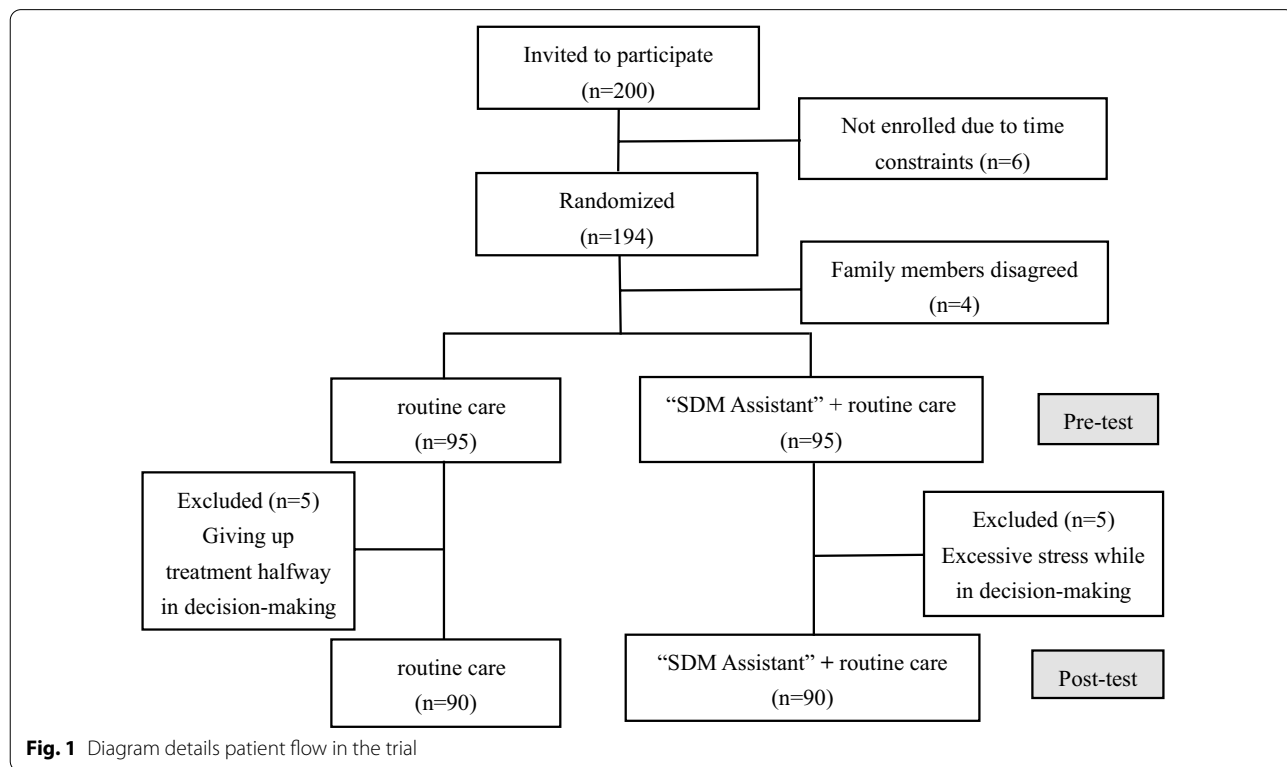 Invited to participate
(n=200)
Not enrolled due to time
constraints (n=6)
Randomized
(n=194)
Family members disagreed
(n=4)
routine care
(n=95)
“SDM Assistant” + routine care
(n=95)
Pre-test
Excluded (n=5)
Giving up
treatment halfway
in decision-making
Excluded (n=5)
Excessive stress while
in decision-making
routine care
(n=90)
“SDM Assistant” + routine care
(n=90)
Post-test
Fig. 1 Diagram details patient flow in the trial